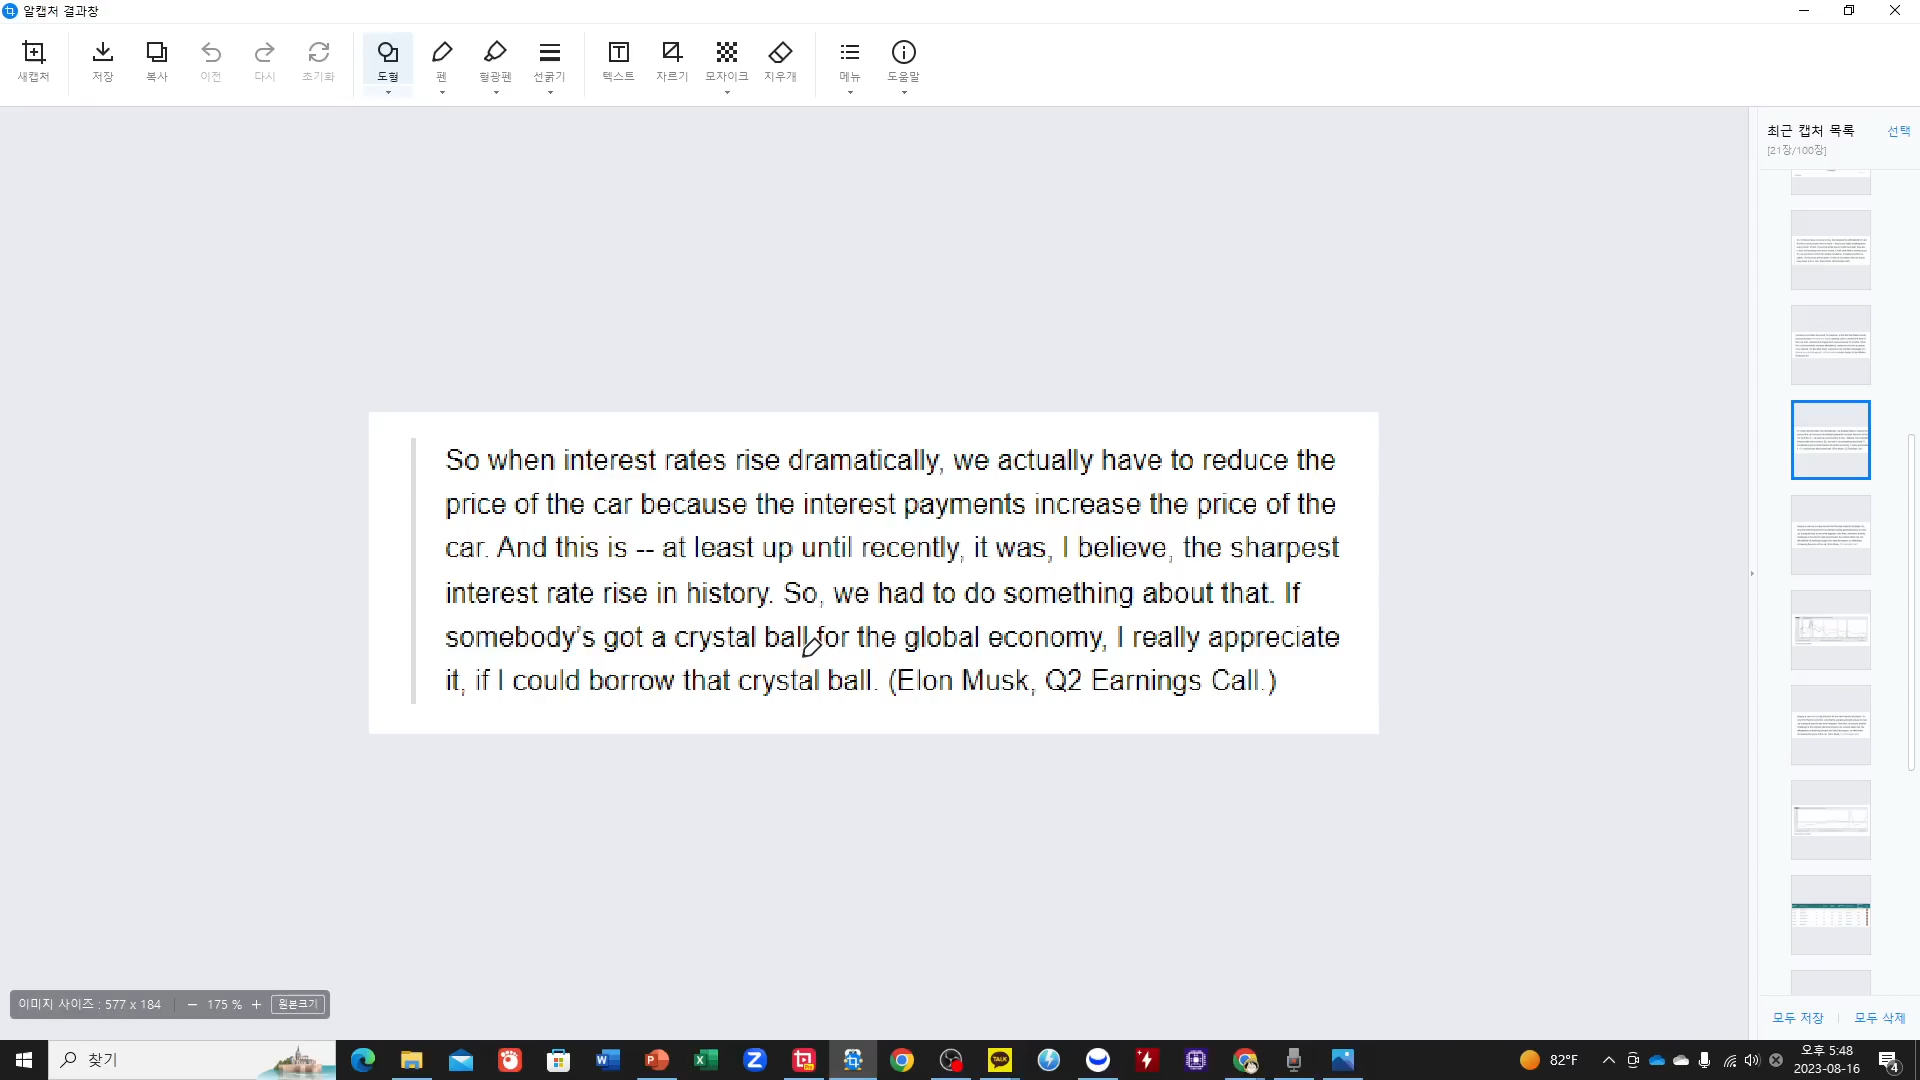 알캡처 결과창
새캡처
저장
복사
이전
다시
초기화
도형
펜
형광펜
선굵기
텍스트
자르기
모자이크
지우개
메뉴
도움말
최근 캡처 목록
선택
[21장/100장]
So when interest rates rise dramatically, we actually have to reduce the
price of the car because the interest payments increase the price of the
car. And this is -- at least up until recently, it was, I believe, the sharpest
interest rate rise in history. So, we had to do something about that. If
somebody's got a crystal ball for the global economy, I really appreciate
it, if I could borrow that crystal ball. (Elon Musk, Q2 Earnings Call.)
이미지 사이즈 : 577 x 184
175 %
원본크기
모두 저장
모두 삭제
찾기
TALK
82°F
오후 5:48
2023-08-16
4